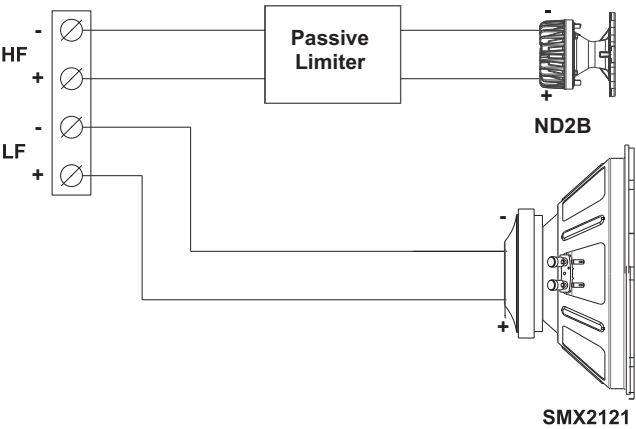 HF
-
+
LF
-
+
Passive
Limiter
-
+
ND2B
-
+
SMX2121